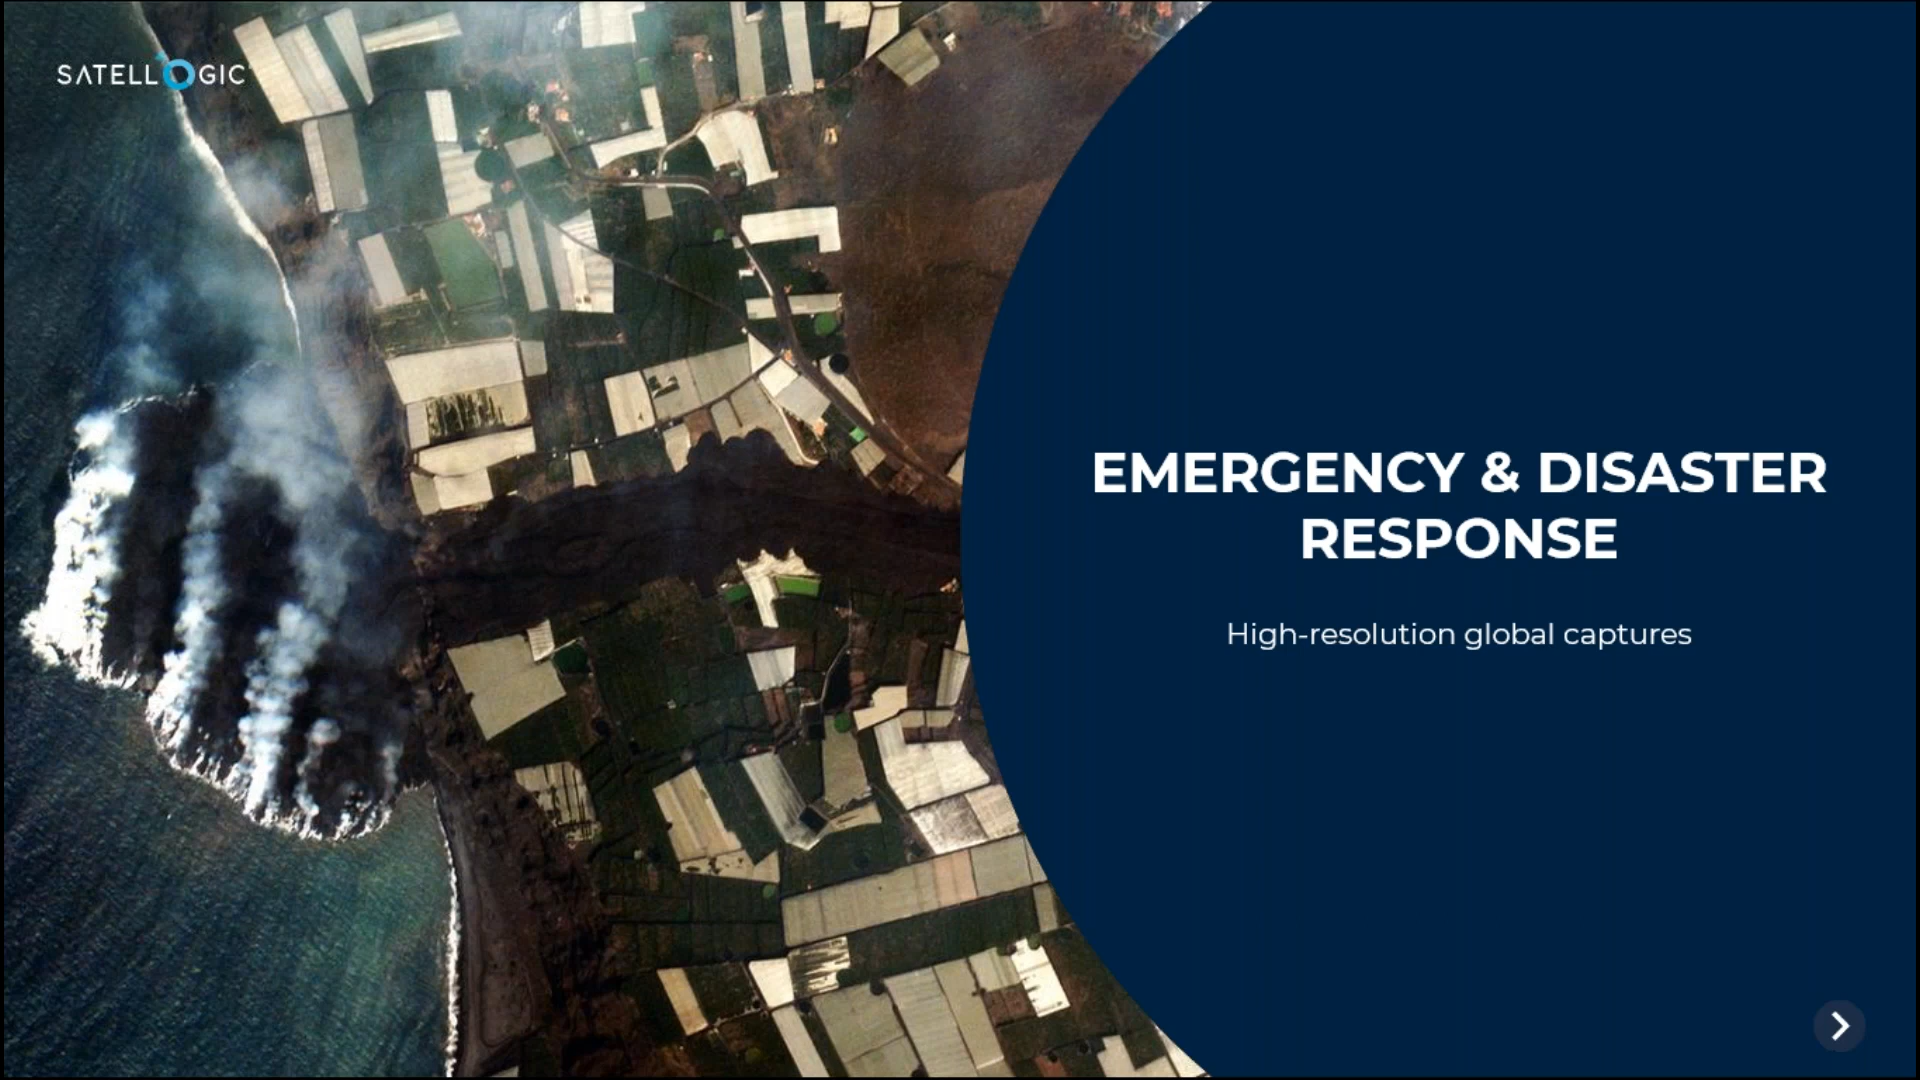 SATELLOGIC
EMERGENCY & DISASTER
RESPONSE
High-resolution global captures